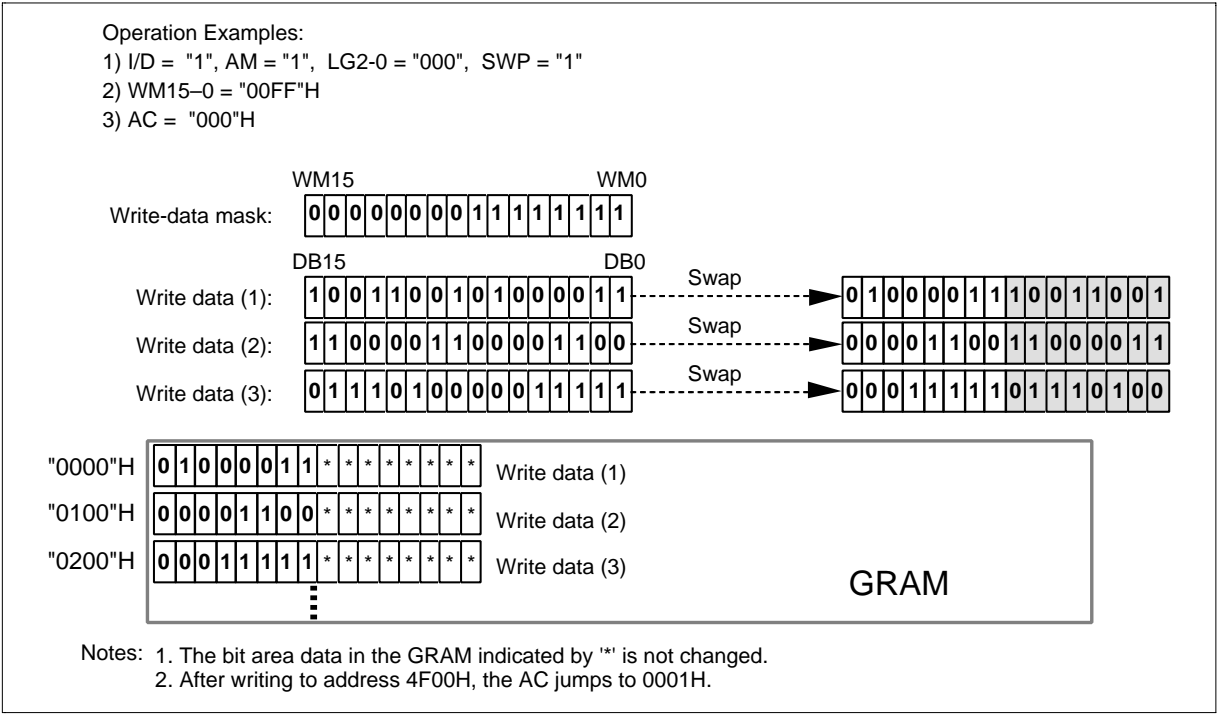 Operation Examples:
1) I/D = "1", AM = "1", LG2-0 = "000", SWP = "1"
2) WM15–0 = "00FF"H
3) AC = "000"H
WM15 WM0
Write-data mask: 0 0 0 0 0 0 0 0 1 1 1 1 1 1 1 1
DB15 DB0
Write data (1): 1 0 0 1 1 0 0 1 0 1 0 0 0 0 1 1 Swap 0 1 0 0 0 0 1 1 1 0 0 1 1 0 0 1
Write data (2): 1 1 0 0 0 0 1 1 0 0 0 0 1 1 0 0 Swap 0 0 0 0 1 1 0 0 1 1 0 0 0 0 1 1
Write data (3): 0 1 1 1 0 1 0 0 0 0 0 1 1 1 1 1 Swap 0 0 0 1 1 1 1 1 0 1 1 1 0 1 0 0
"0000"H 0 1 0 0 0 0 1 1 * * * * * * * * Write data (1)
"0100"H 0 0 0 0 1 1 0 0 * * * * * * * * Write data (2)
"0200"H 0 0 0 1 1 1 1 1 * * * * * * * * Write data (3)
GRAM
Notes: 1. The bit area data in the GRAM indicated by '*' is not changed.
2. After writing to address 4F00H, the AC jumps to 0001H.